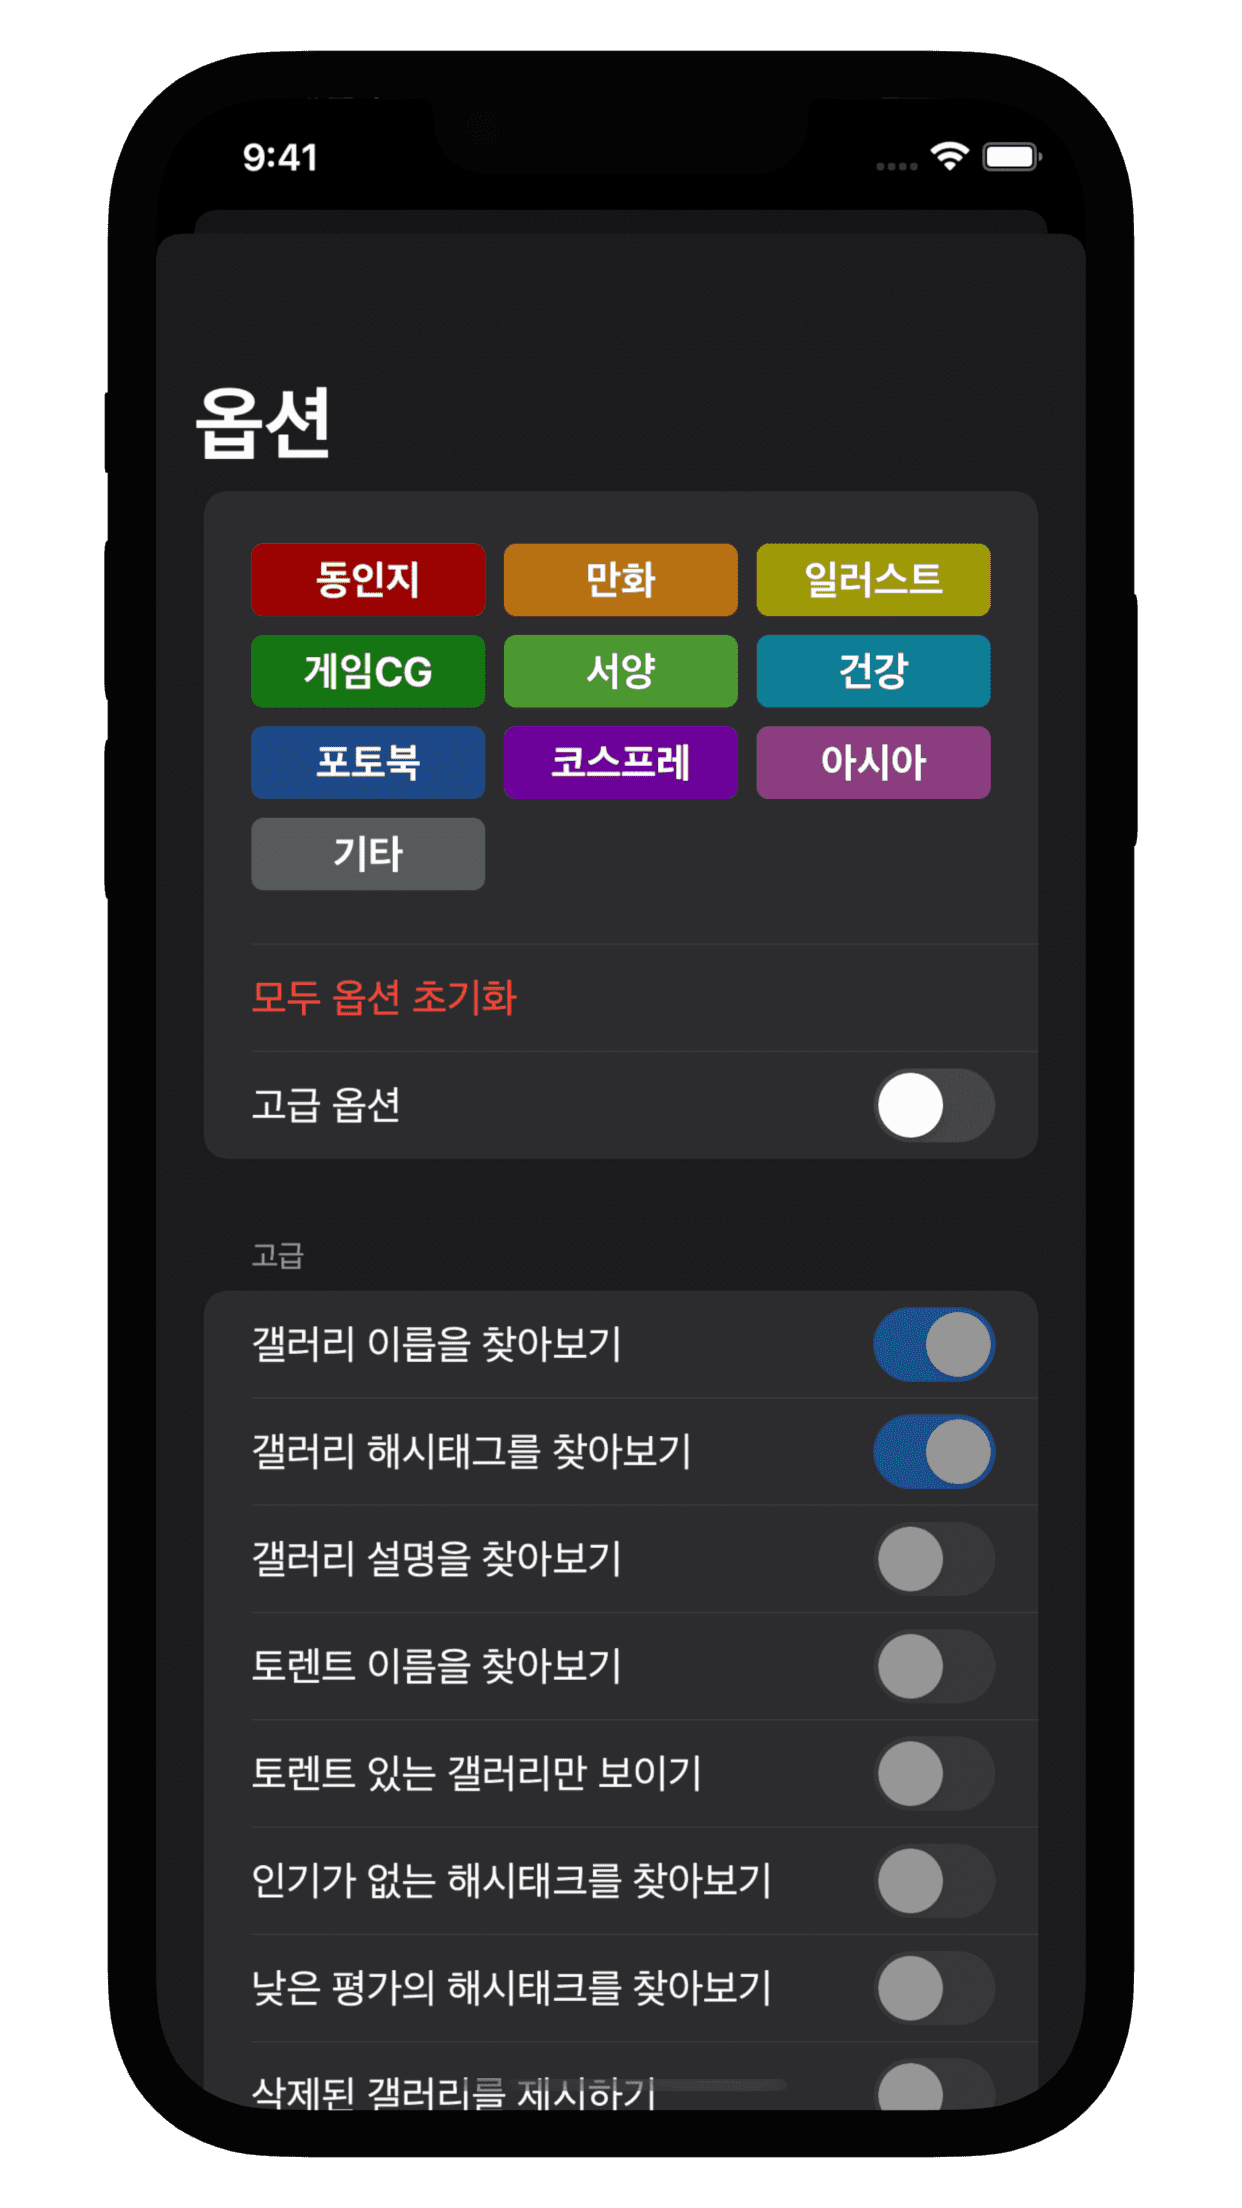 9:41
옵션
동인지 만화 일러스트
게임CG 서양 건강
포토북 코스프레 아시아
기타
모두 옵션 초기화
고급 옵션
고급
갤러리 이릅을 찾아보기
갤러리 해시태그를 찾아보기
갤러리 설명을 찾아보기
토렌트 이름을 찾아보기
토렌트 있는 갤러리만 보이기
인기가 없는 해시태크를 찾아보기
낮은 평가의 해시태크를 찾아보기
삭제된 갤러리를 제시하기